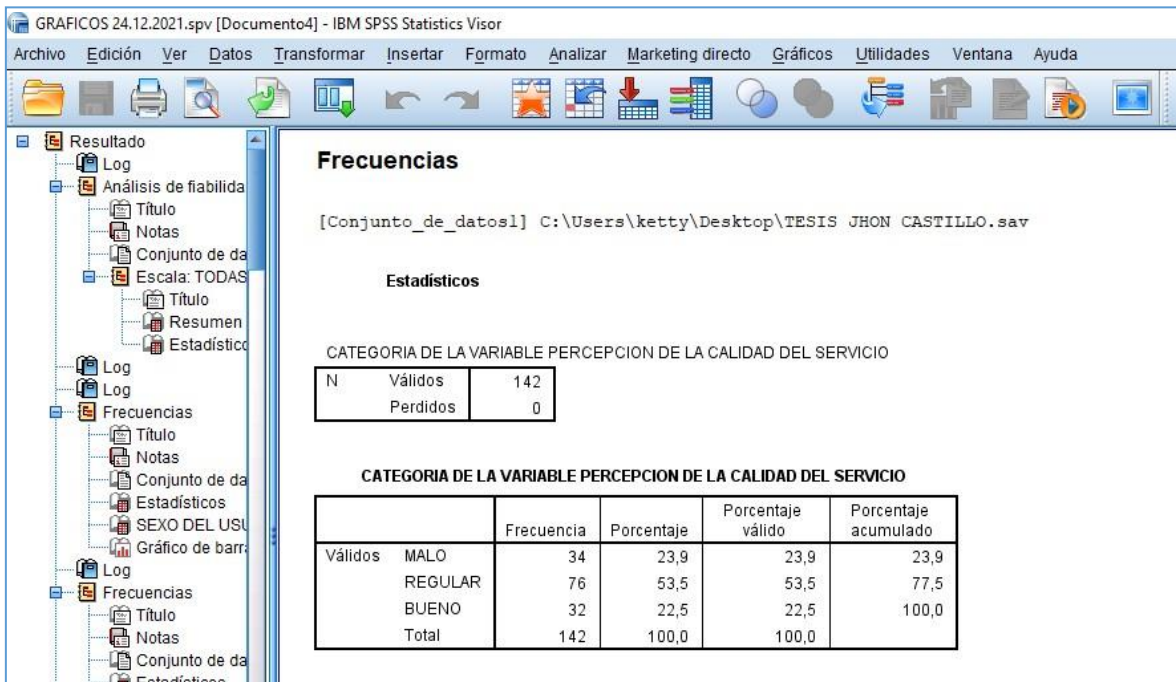 GRAFICOS 24.12.2021.spv [Documento4] - IBM SPSS Statistics Visor
Archivo Edición Ver Datos Transformar Insertar Formato Analizar Marketing directo Gráficos Utilidades Ventana Ayuda
Resultado
Log
Análisis de fiabilida
Título
Notas
Conjunto de da
Escala: TODAS
Título
Resumen
Estadístico
Log
Log
Frecuencias
Título
Notas
Conjunto de da
Estadísticos
SEXO DEL USU
Gráfico de barr
Log
Frecuencias
Título
Notas
Conjunto de da
Estadísticos
Frecuencias
[Conjunto_de_datos1] C:\Users\ketty\Desktop\TESIS JHON CASTILLO.sav
Estadísticos
CATEGORIA DE LA VARIABLE PERCEPCION DE LA CALIDAD DEL SERVICIO
N Válidos 142
Perdidos 0
CATEGORIA DE LA VARIABLE PERCEPCION DE LA CALIDAD DEL SERVICIO
Frecuencia Porcentaje Porcentaje válido Porcentaje acumulado
Válidos MALO 34 23,9 23,9 23,9
REGULAR 76 53,5 53,5 77,5
BUENO 32 22,5 22,5 100,0
Total 142 100,0 100,0